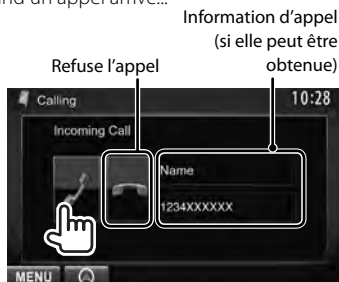 nd un appel arrive...
Information d'appel
(si elle peut être
obtenue)
Refuse l'appel
Calling
10:28
Incoming Call
Name
1234XXXXXX
MENU